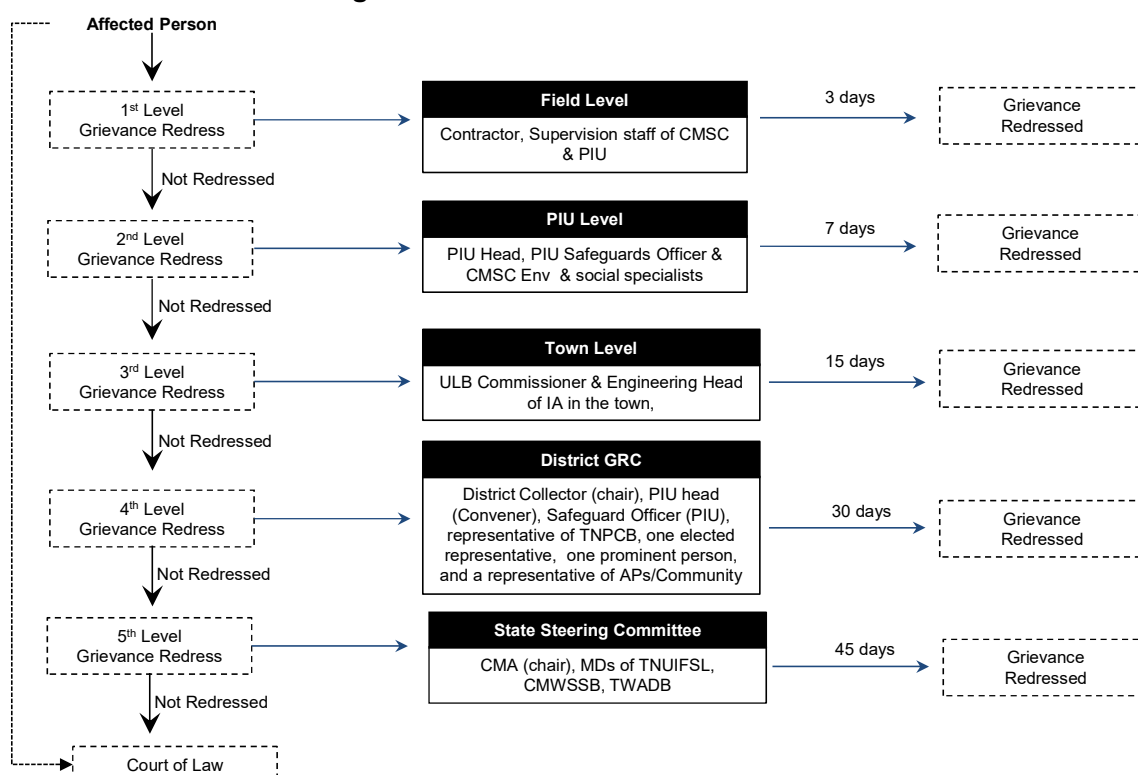 Affected Person
1st Level
Grievance Redress
Field Level
Contractor, Supervision staff of CMSC
& PIU
3 days
Grievance
Redressed
Not Redressed
2nd Level
Grievance Redress
PIU Level
PIU Head, PIU Safeguards Officer &
CMSC Env & social specialists
7 days
Grievance
Redressed
Not Redressed
3rd Level
Grievance Redress
Town Level
ULB Commissioner & Engineering Head
of IA in the town,
15 days
Grievance
Redressed
Not Redressed
4th Level
Grievance Redress
District GRC
District Collector (chair), PIU head
(Convener), Safeguard Officer (PIU),
representative of TNPCB, one elected
representative, one prominent person,
and a representative of APs/Community
30 days
Grievance
Redressed
Not Redressed
5th Level
Grievance Redress
State Steering Committee
CMA (chair), MDs of TNUIFSL,
CMWSSB, TWADB
45 days
Grievance
Redressed
Not Redressed
Court of Law